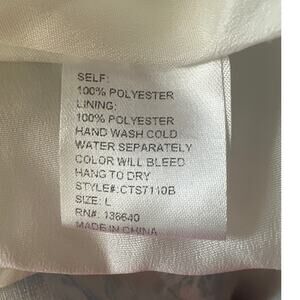 SELF:
100% POLYESTER
LINING:
100% POLYESTER
HAND WASH COLD
WATER SEPARATELY
COLOR WILL BLEED
HANG TO DRY
STYLE#:CTS7110B
SIZE: L
RN#: 136640
MADE IN CHINA